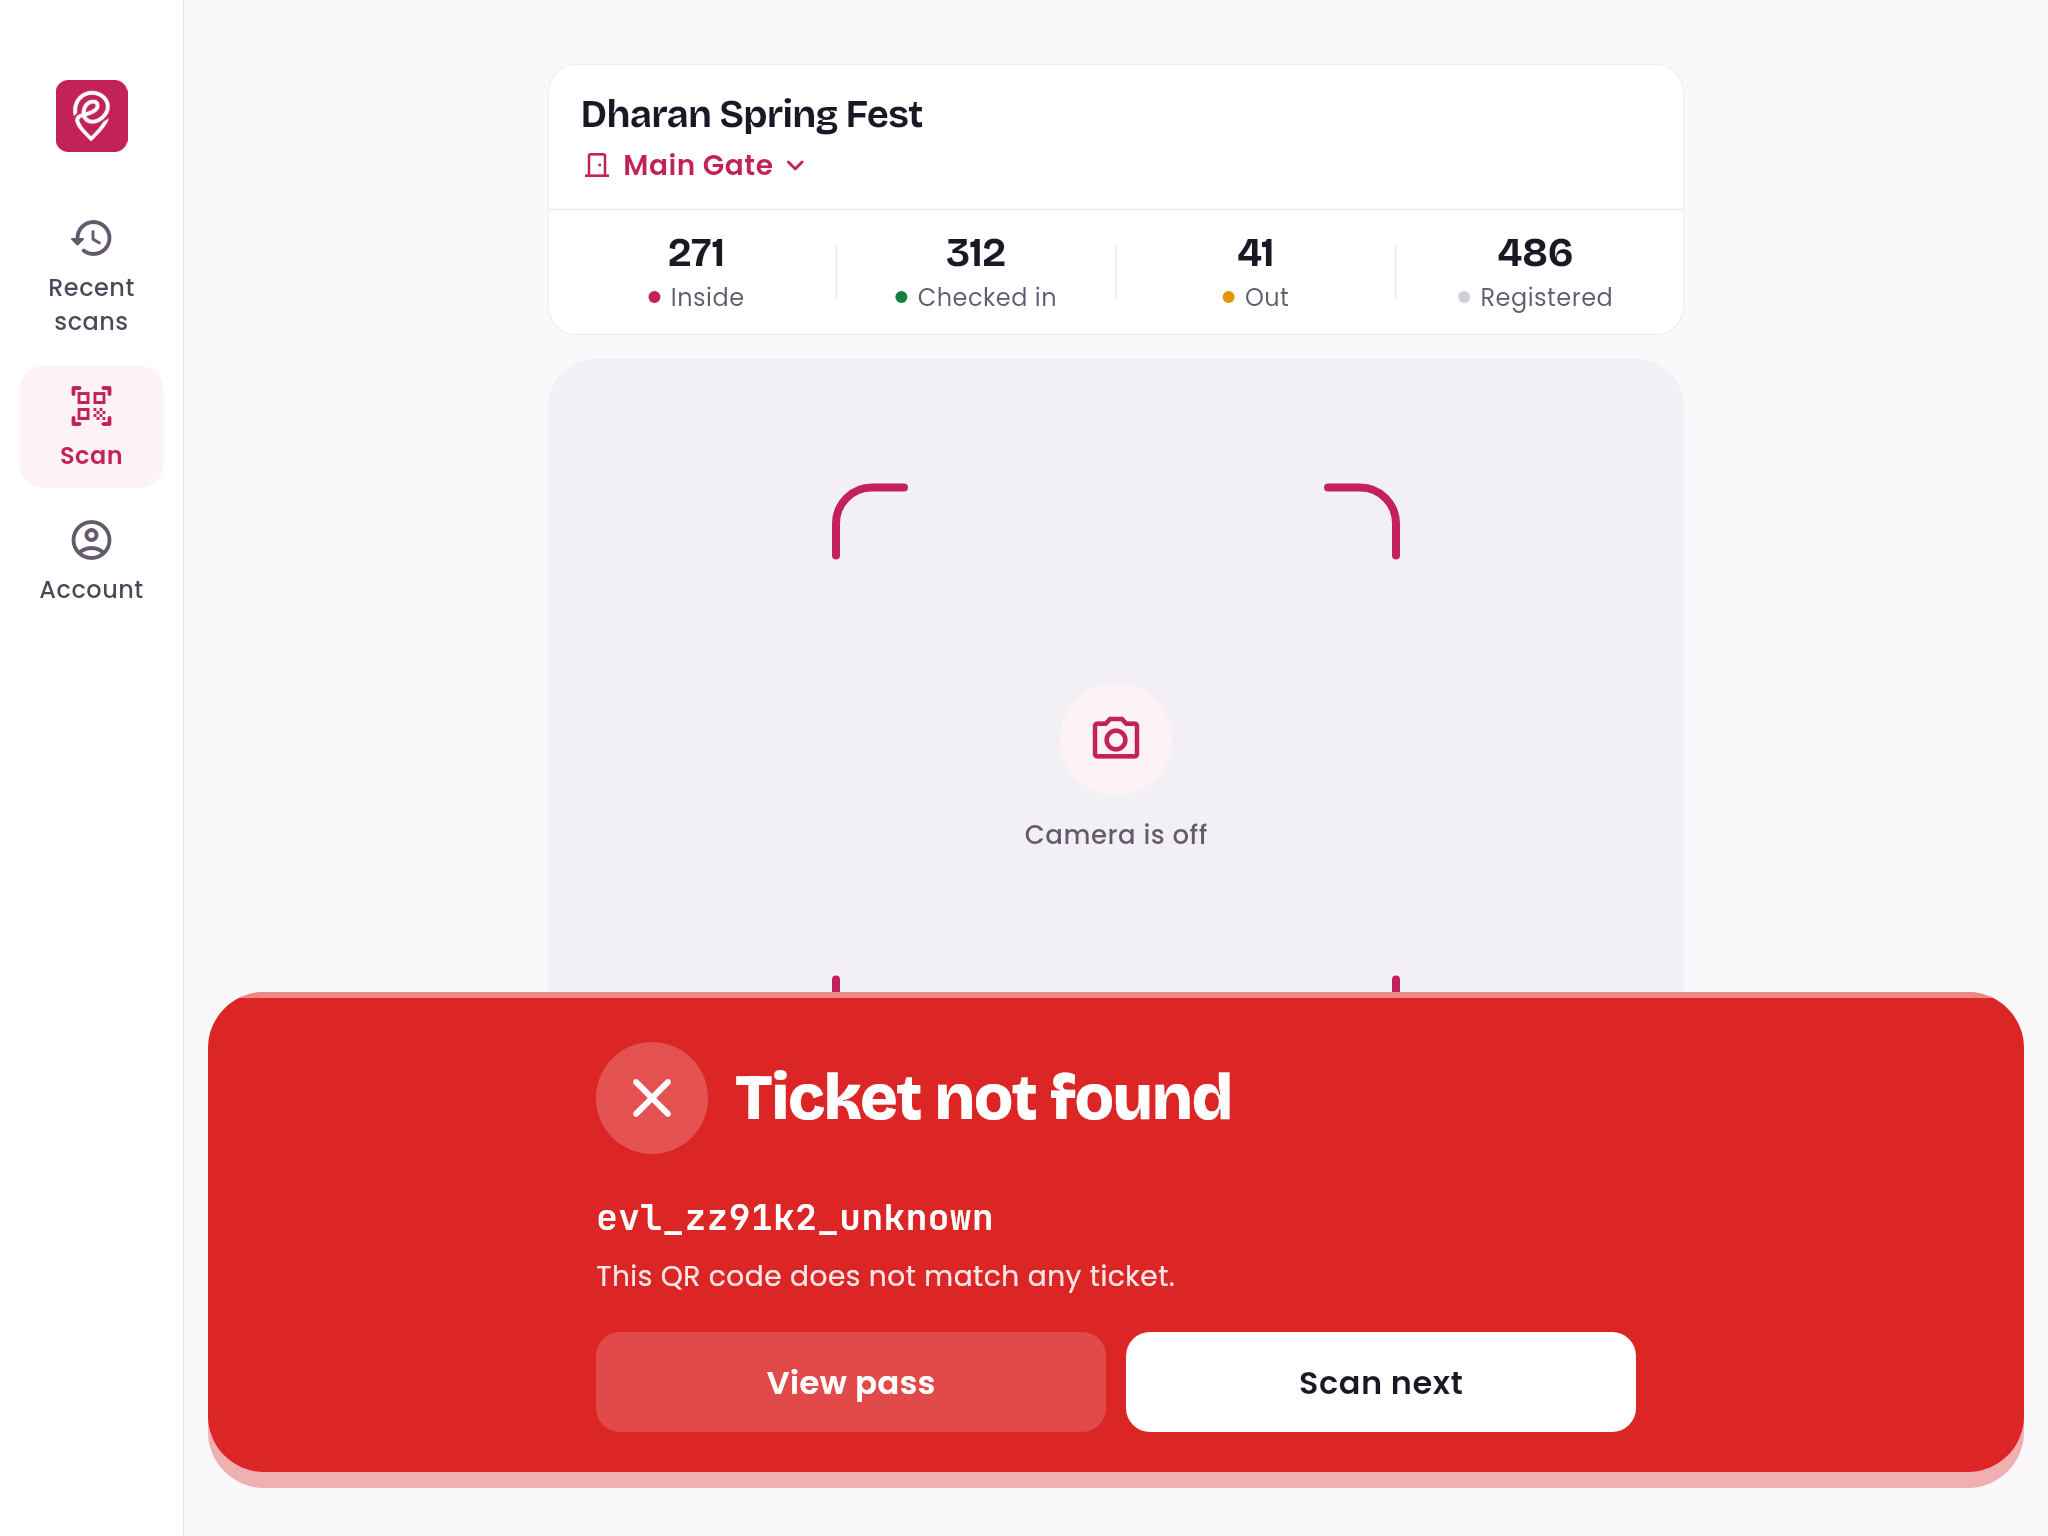 Recent
scans
Scan
Account
Dharan Spring Fest
Main Gate
271
Inside
312
Checked in
41
Out
486
Registered
Camera is off
Ticket not found
evl_zz91k2_unknown
This QR code does not match any ticket.
View pass
Scan next